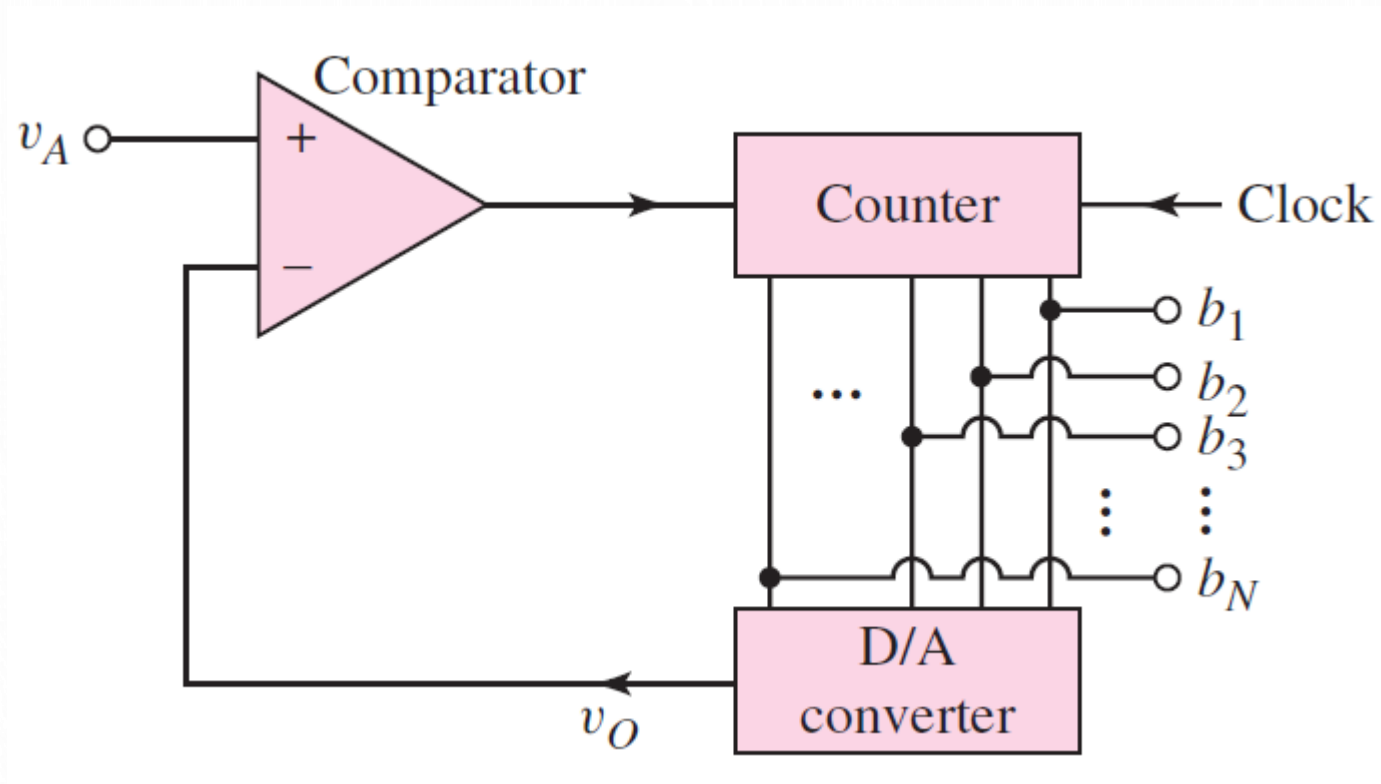 Comparator
v_A
+
−
Counter
Clock
b_1
b_2
b_3
...
⋮ ⋮
b_N
D/A
converter
v_O